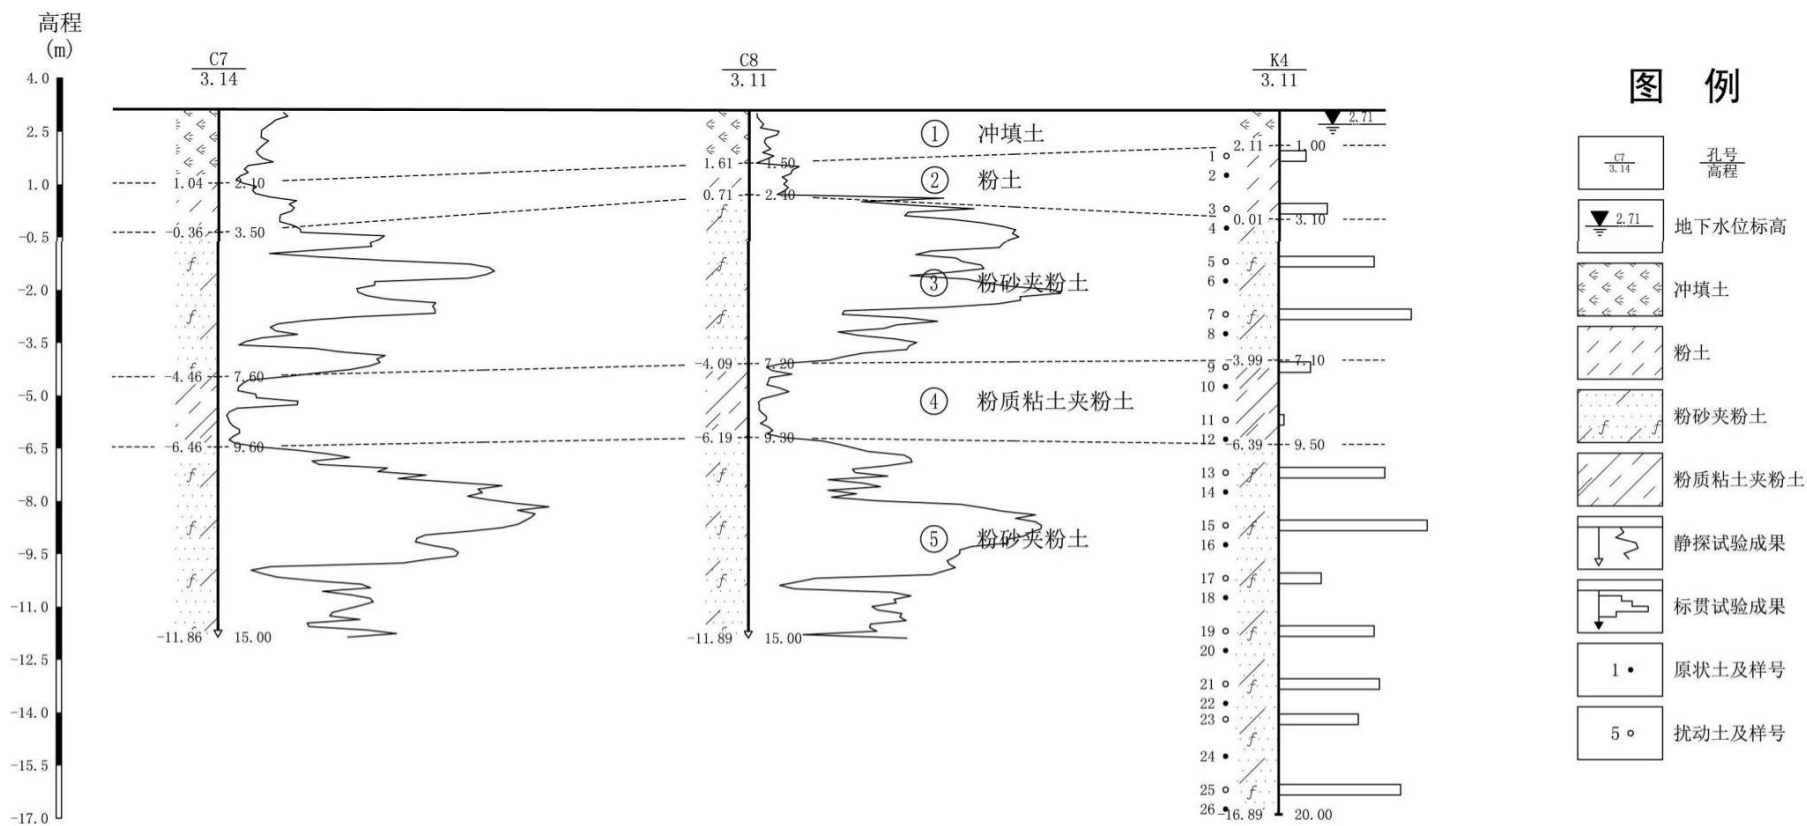 高程
(m)
4.0
2.5
1.0
-0.5
-2.0
-3.5
-5.0
-6.5
-8.0
-9.5
-11.0
-12.5
-14.0
-15.5
-17.0
C7
3.14
1.04 2.10
-0.36 3.50
f
f
f
-4.46 7.60
-6.46 9.60
f
f
f
f
-11.86 15.00
C8
3.11
1.61 1.50
0.71 2.40
f
f
f
f
-4.09 7.20
-6.19 9.30
f
f
f
f
-11.89 15.00
① 冲填土
② 粉土
③ 粉砂夹粉土
④ 粉质粘土夹粉土
⑤ 粉砂夹粉土
K4
3.11
2.71
2.11 1.00
1
2
3
0.01 3.10
4
5 f
6
7 f
8
-3.99 7.10
9
10
11
12
-6.39 9.50
13 f
14
15 f
16
17 f
18
19 f
20
21 f
22
23
f
24
25 f
26
-16.89 20.00
图 例
C7
3.14
孔号
高程
2.71 地下水位标高
冲填土
粉土
f f 粉砂夹粉土
粉质粘土夹粉土
静探试验成果
标贯试验成果
1 原状土及样号
5 扰动土及样号